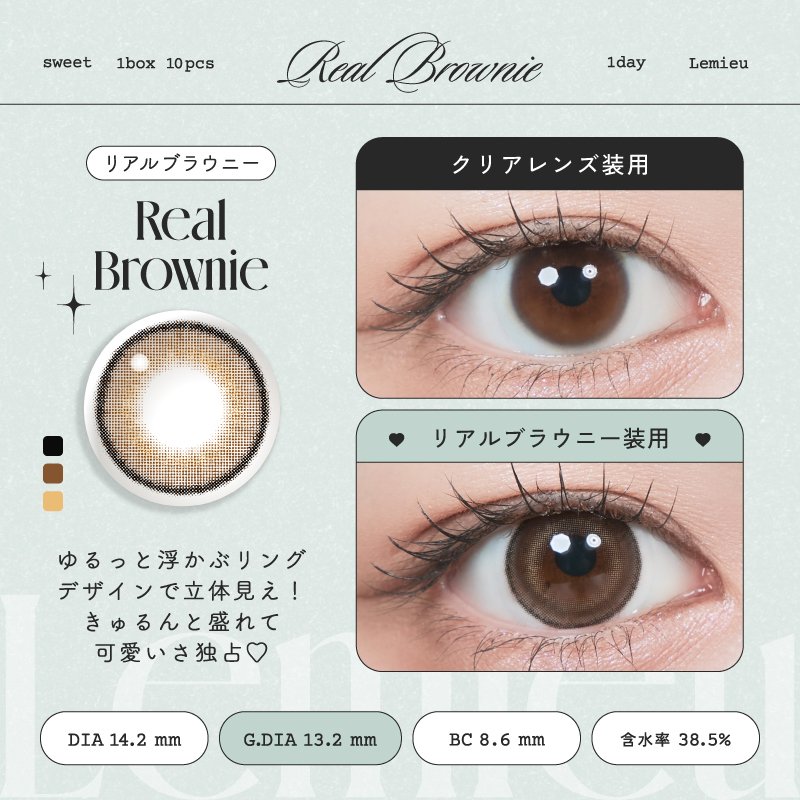 sweet 1box 10pcs Real Brownie 1day Lemieu
リアルブラウニー
Real
Brownie
ゆるっと浮かぶリング
デザインで立体見え！
きゅるんと盛れて
可愛いさ独占♡
クリアレンズ装用
♥ リアルブラウニー装用 ♥
Lemieu
DIA 14.2 mm G.DIA 13.2 mm BC 8.6 mm 含水率 38.5%